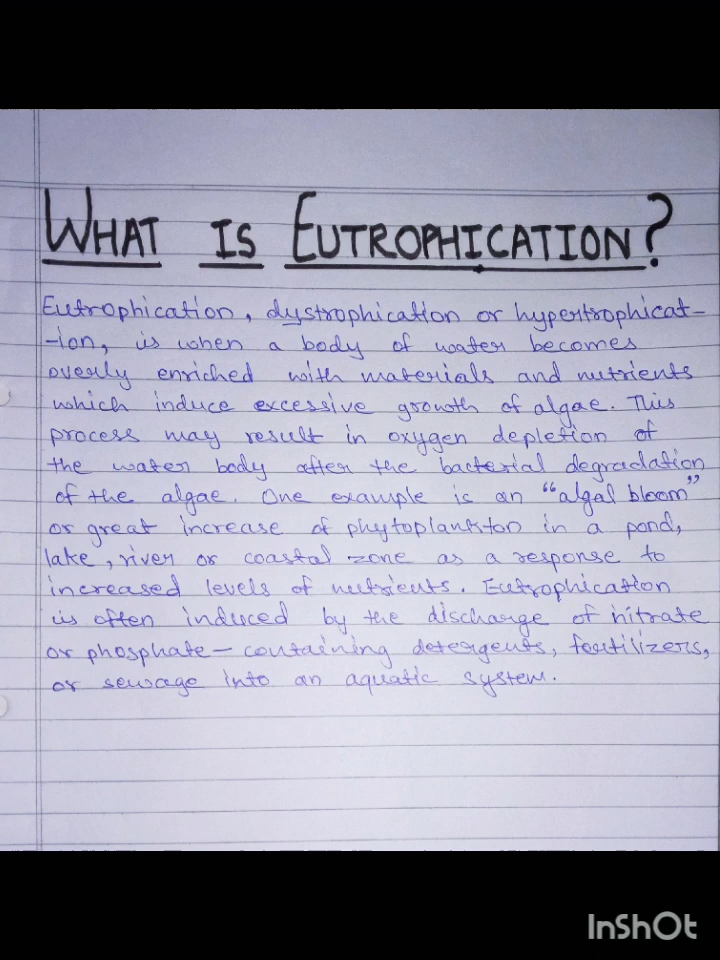 WHAT IS EUTROPHICATION?
Eutrophication, dystrophication or hypertrophicat-
-ion, is when a body of water becomes
overly enriched with materials and nutrients
which induce excessive growth of algae. This
process may result in oxygen depletion of
the water body after the bacterial degradation
of the algae. One example is an “algal bloom”
or great increase of phytoplankton in a pond,
lake, river or coastal zone as a response to
increased levels of nutrients. Eutrophication
is often induced by the discharge of nitrate
or phosphate-containing detergents, fertilizers,
or sewage into an aquatic system.
InShOt